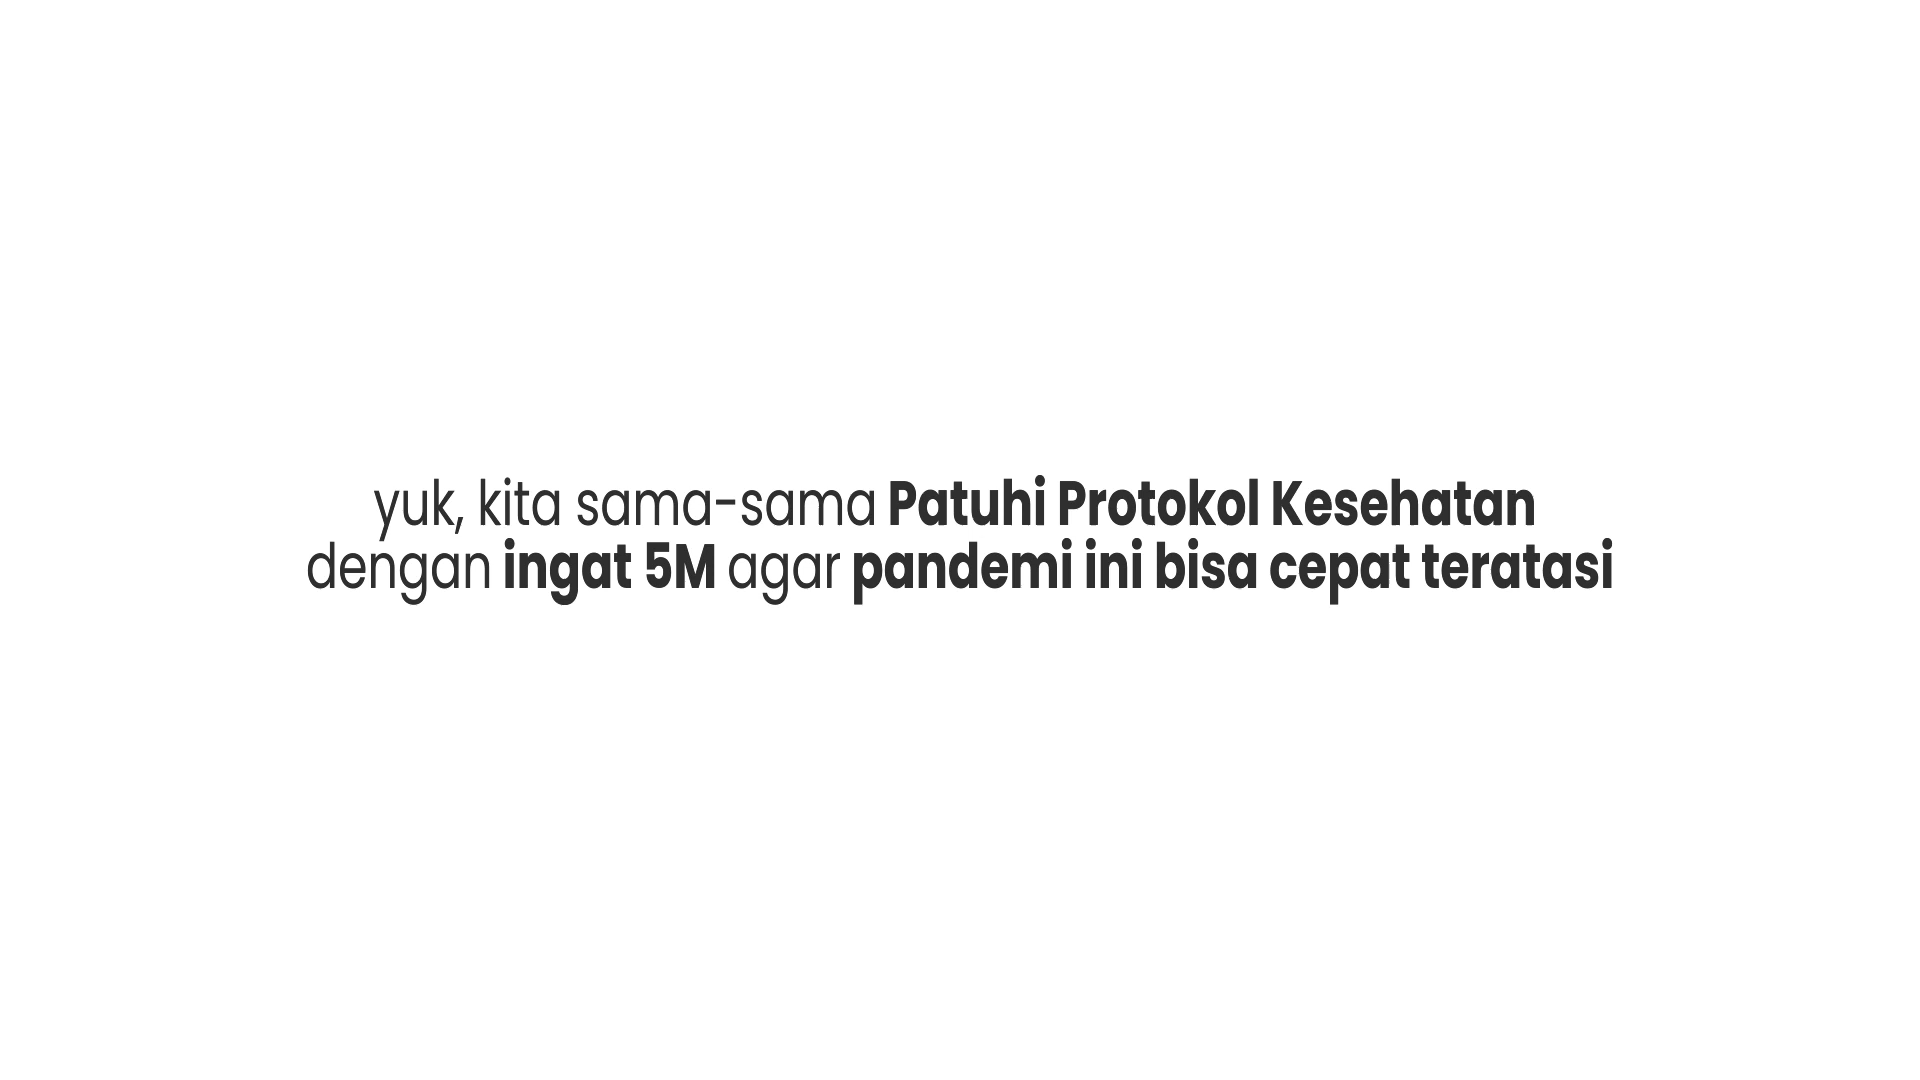 yuk, kita sama-sama Patuhi Protokol Kesehatan
dengan ingat 5M agar pandemi ini bisa cepat teratasi